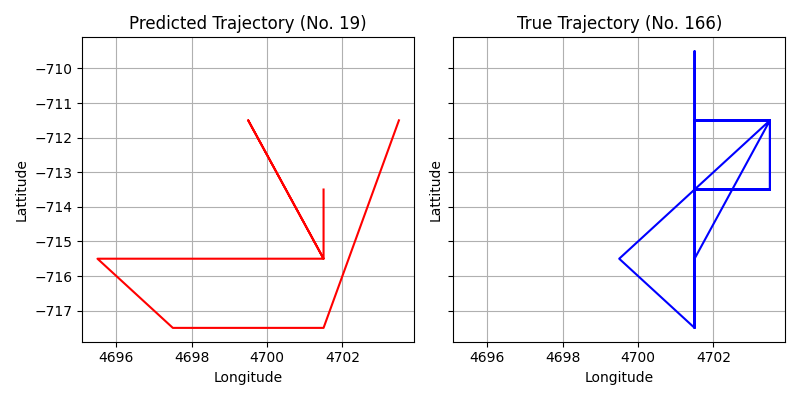 Predicted Trajectory (No. 19)
True Trajectory (No. 166)
−710
−711
−712
−713
−714
−715
−716
−717
Lattitude
Lattitude
4696
4698
4700
4702
4696
4698
4700
4702
Longitude
Longitude